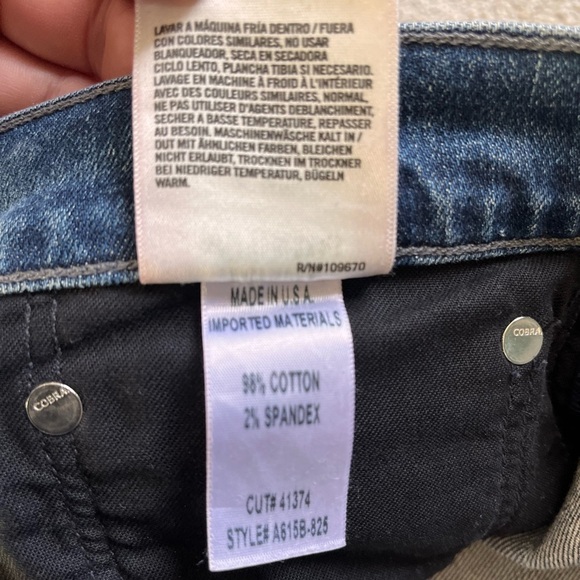 LAVAR A MÁQUINA FRÍA DENTRO / FUERA
CON COLORES SIMILARES, NO USAR
BLANQUEADOR, SECA EN SECADORA
CICLO LENTO, PLANCHA TIBIA SI NECESARIO.
LAVAGE EN MACHINE À FROID À L'INTÉRIEUR
AVEC DES COULEURS SIMILAIRES, NORMAL,
NE PAS UTILISER D'AGENTS DEBLANCHIMENT,
SECHER A BASSE TEMPERATURE, REPASSER
AU BESOIN. MASCHINENWÄSCHE KALT IN /
OUT MIT ÄHNLICHEN FARBEN, BLEICHEN
NICHT ERLAUBT, TROCKNEN IM TROCKNER
BEI NIEDRIGER TEMPERATUR, BÜGELN
WARM.
R/N#109670
MADE IN U.S.A.
IMPORTED MATERIALS
98% COTTON
2% SPANDEX
CUT# 41374
STYLE# A615B-825
COBRA
COBRA